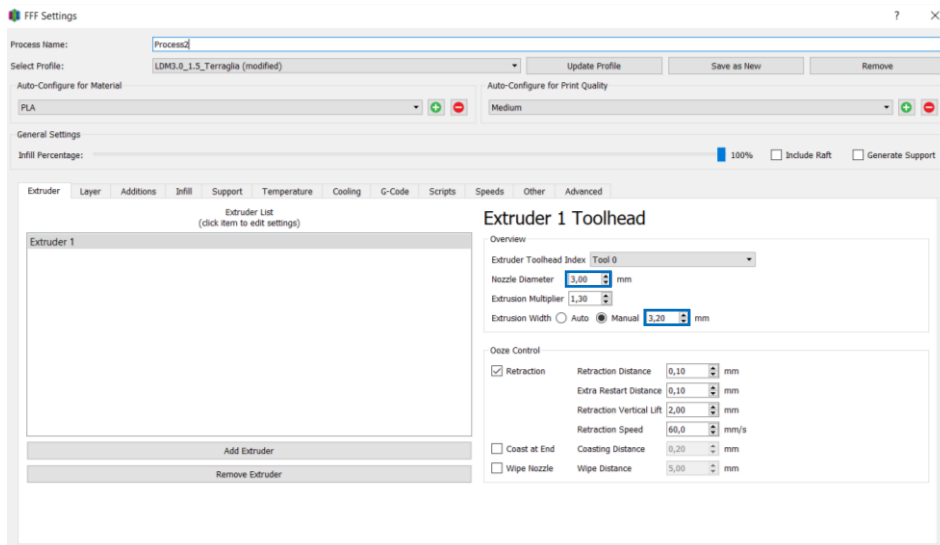 FFF Settings ? ×
Process Name: Process2
Select Profile: LDM3.0_1.5_Terraglia (modified) Update Profile Save as New Remove
Auto-Configure for Material Auto-Configure for Print Quality
PLA Medium
General Settings
Infill Percentage: 100% Include Raft Generate Support
Extruder Layer Additions Infill Support Temperature Cooling G-Code Scripts Speeds Other Advanced
Extruder List
(click item to edit settings)
Extruder 1
Add Extruder
Remove Extruder
Extruder 1 Toolhead
Overview
Extruder Toolhead Index Tool 0
Nozzle Diameter 3,00 mm
Extrusion Multiplier 1,30
Extrusion Width Auto Manual 3,20 mm
Ooze Control
Retraction Retraction Distance 0,10 mm
Extra Restart Distance 0,10 mm
Retraction Vertical Lift 2,00 mm
Retraction Speed 60,0 mm/s
Coast at End Coasting Distance 0,20 mm
Wipe Nozzle Wipe Distance 5,00 mm